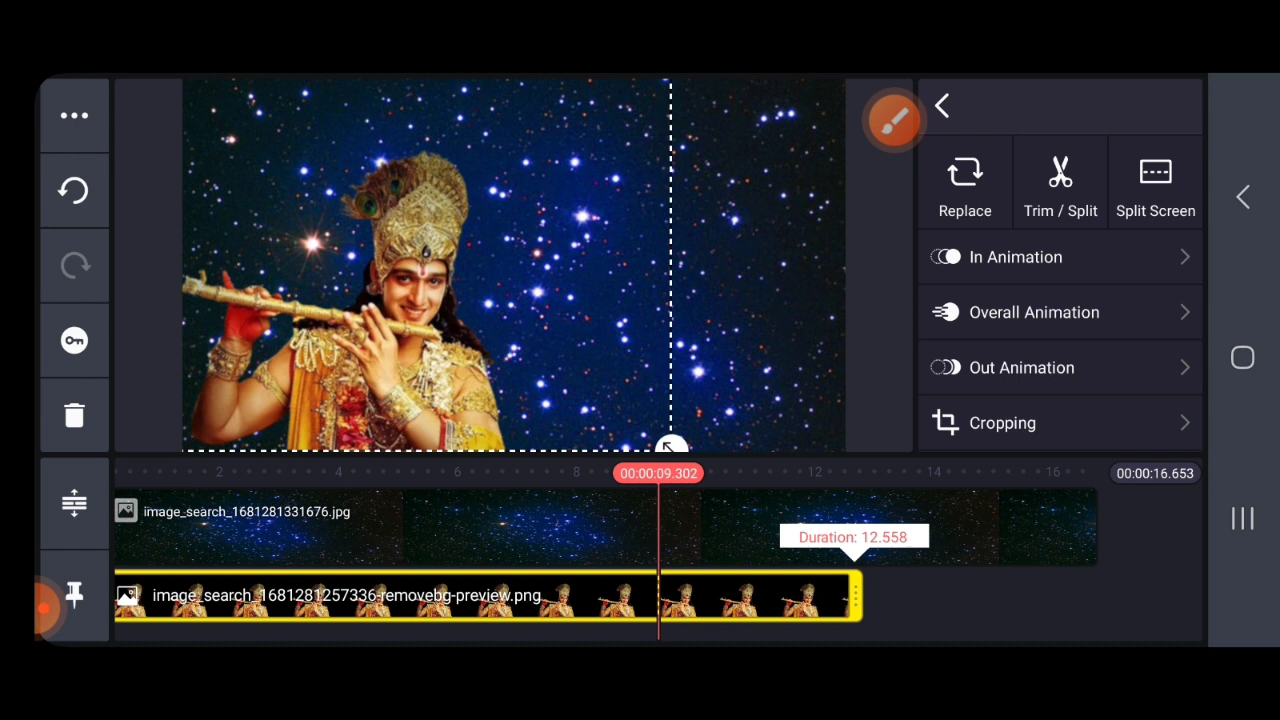 Replace
Trim / Split
Split Screen
In Animation
Overall Animation
Out Animation
Cropping
2
4
6
8
00:00:09.302
12
14
16
00:00:16.653
image_search_1681281331676.jpg
Duration: 12.558
image_search_1681281257336-removebg-preview.png